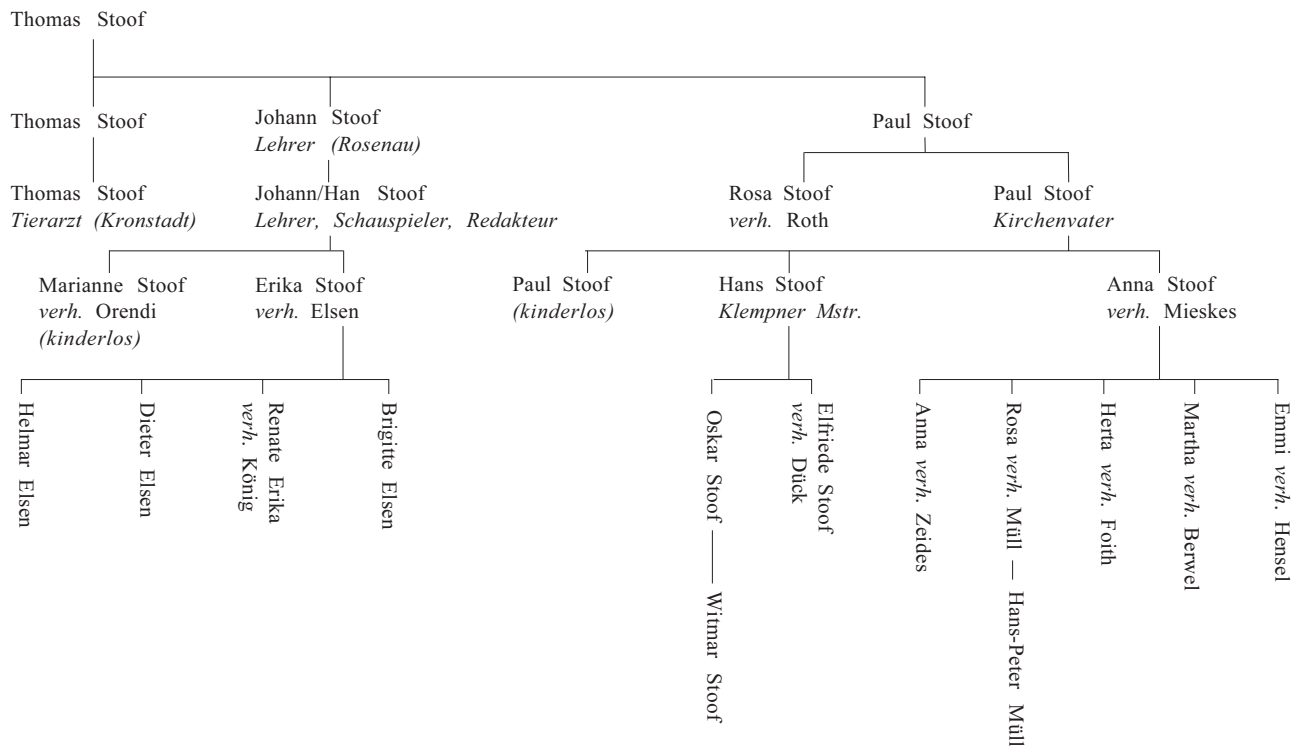 Thomas Stoof
Thomas Stoof
Johann Stoof
Lehrer (Rosenau)
Paul Stoof
Thomas Stoof
Tierarzt (Kronstadt)
Johann/Han Stoof
Lehrer, Schauspieler, Redakteur
Rosa Stoof
verh. Roth
Paul Stoof
Kirchenvater
Marianne Stoof
verh. Orendi
(kinderlos)
Erika Stoof
verh. Elsen
Paul Stoof
(kinderlos)
Hans Stoof
Klempner Mstr.
Anna Stoof
verh. Mieskes
Helmar Elsen
Dieter Elsen
Renate Erika
verh. König
Brigitte Elsen
Oskar Stoof — Witmar Stoof
Elfriede Stoof
verh. Dück
Anna verh. Zeides
Rosa verh. Müll — Hans-Peter Müll
Herta verh. Foith
Martha verh. Berwel
Emmi verh. Hensel